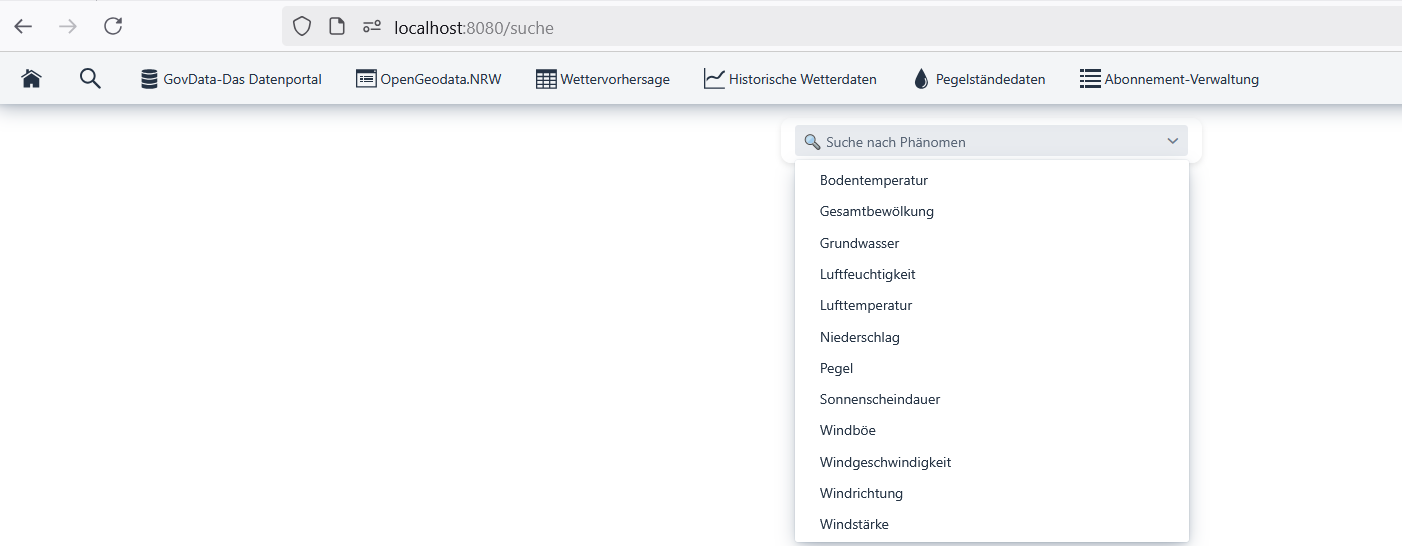 localhost:8080/suche
GovData-Das Datenportal OpenGeodata.NRW Wettervorhersage Historische Wetterdaten Pegelständedaten Abonnement-Verwaltung
Suche nach Phänomen
Bodentemperatur
Gesamtbewölkung
Grundwasser
Luftfeuchtigkeit
Lufttemperatur
Niederschlag
Pegel
Sonnenscheindauer
Windböe
Windgeschwindigkeit
Windrichtung
Windstärke